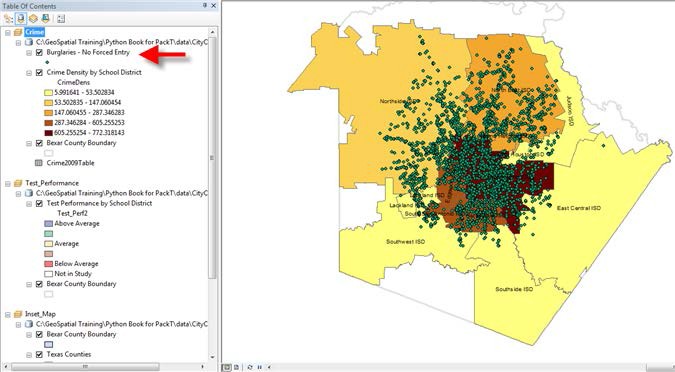 Table Of Contents
Crime
C:\GeoSpatial Training\Python Book for PackT\data\CityC
Burglaries - No Forced Entry
Crime Density by School District
CrimeDens
5.991641 - 53.502834
53.502835 - 147.060454
147.060455 - 287.346283
287.346284 - 605.255253
605.255254 - 772.318143
Bexar County Boundary
Crime2009Table
Test_Performance
C:\GeoSpatial Training\Python Book for PackT\data\CityC
Test Performance by School District
Test_Perf2
Above Average
Average
Below Average
Not in Study
Bexar County Boundary
Inset_Map
C:\GeoSpatial Training\Python Book for PackT\data\CityC
Bexar County Boundary
Texas Counties
Northside ISD
North East ISD
Judson ISD
Lackland ISD
East Central ISD
Southwest ISD
Southside ISD